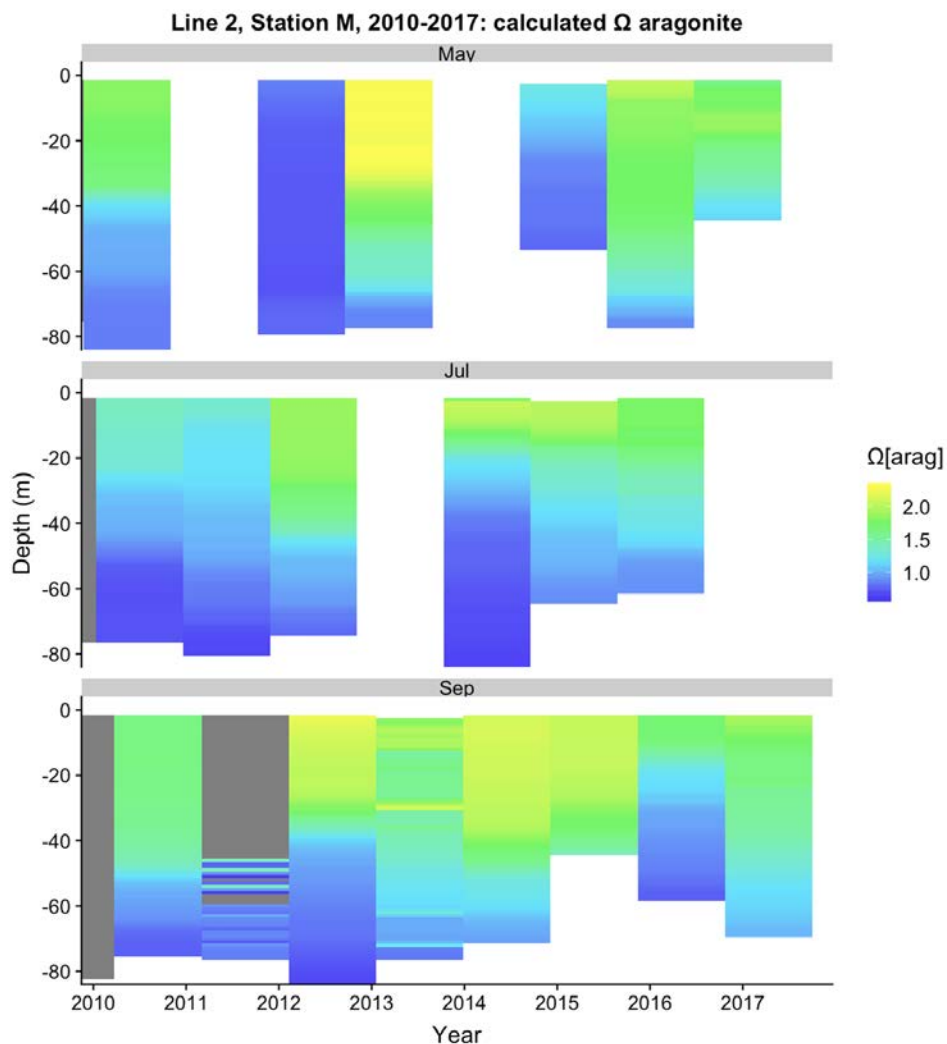 Line 2, Station M, 2010-2017: calculated Ω aragonite
May
0
-20
-40
-60
-80
Jul
0
-20
-40
-60
-80
Depth (m)
Ω[arag]
2.0
1.5
1.0
Sep
0
-20
-40
-60
-80
2010 2011 2012 2013 2014 2015 2016 2017
Year